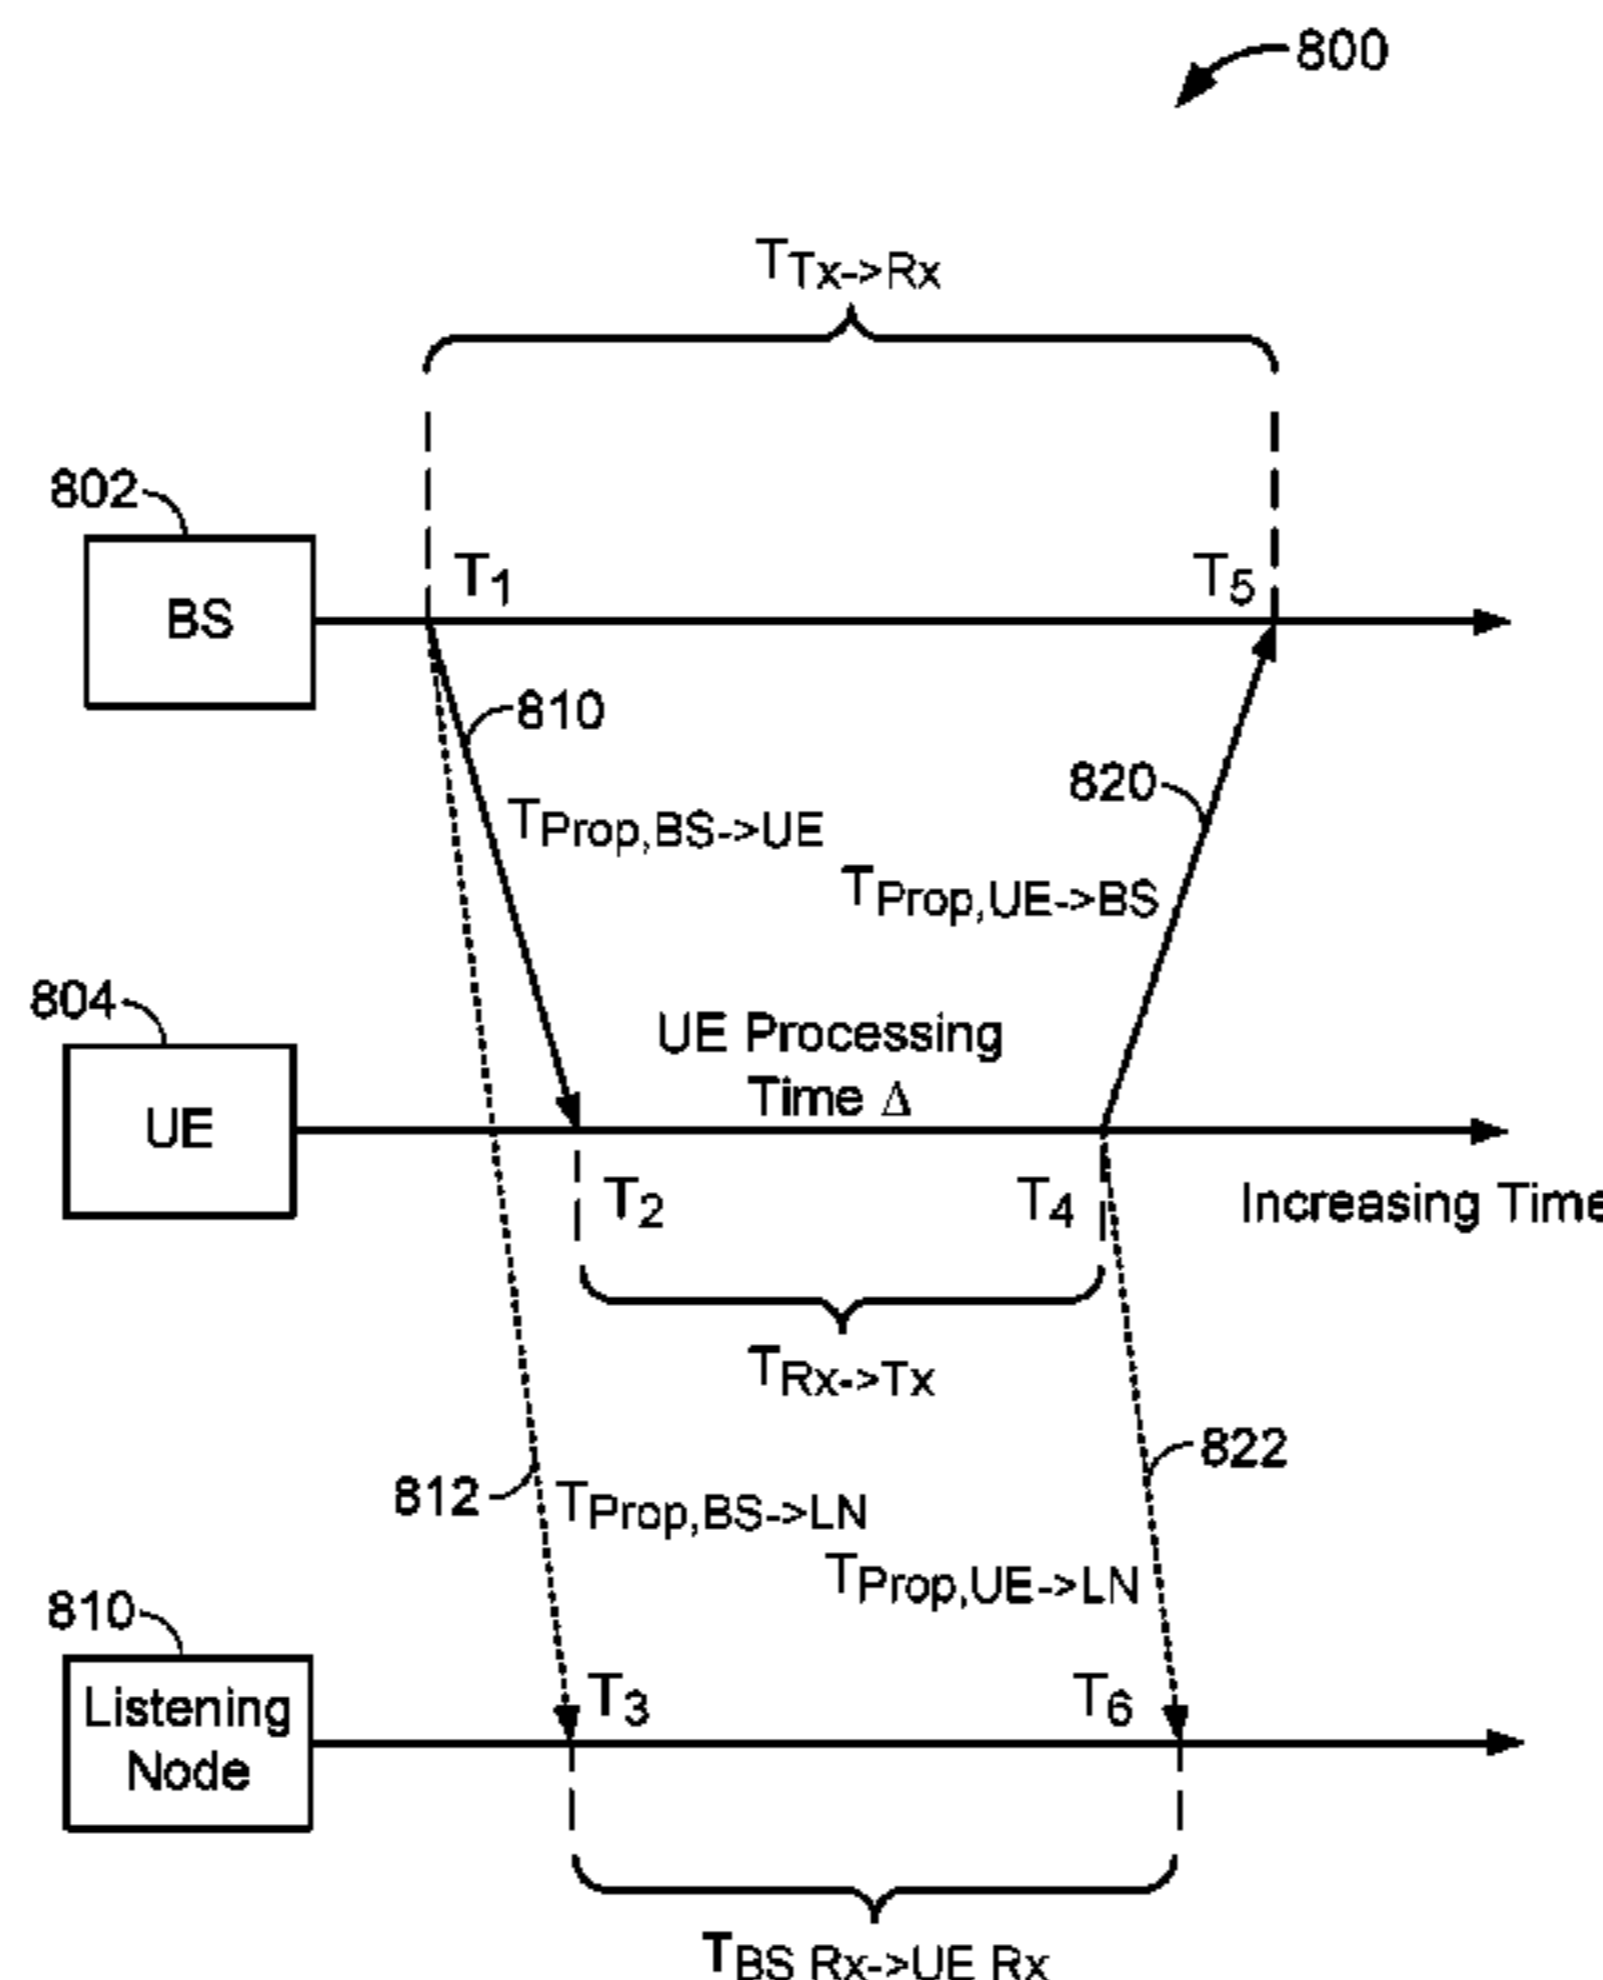 800
TTx->Rx
802
BS
T1
T5
810
820
TProp,BS->UE
TProp,UE->BS
804
UE
UE Processing
Time Δ
T2
T4
Increasing Time
TRx->Tx
822
812
TProp,BS->LN
TProp,UE->LN
810
Listening
Node
T3
T6
TBS Rx->UE Rx